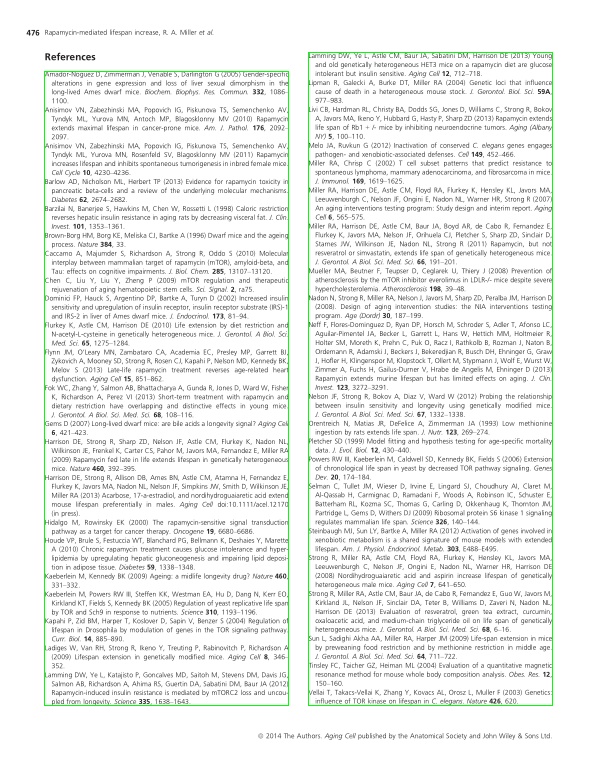 476 Rapamycin-mediated lifespan increase, R. A. Miller et al.
References
Amador-Noguez D, Zimmerman J, Venable S, Darlington G (2005) Gender-specific
alterations in gene expression and loss of liver sexual dimorphism in the
long-lived Ames dwarf mice. Biochem. Biophys. Res. Commun. 332, 1086–
1100.
Anisimov VN, Zabezhinski MA, Popovich IG, Piskunova TS, Semenchenko AV,
Tyndyk ML, Yurova MN, Antoch MP, Blagosklonny MV (2010) Rapamycin
extends maximal lifespan in cancer-prone mice. Am. J. Pathol. 176, 2092–
2097.
Anisimov VN, Zabezhinski MA, Popovich IG, Piskunova TS, Semenchenko AV,
Tyndyk ML, Yurova MN, Rosenfeld SV, Blagosklonny MV (2011) Rapamycin
increases lifespan and inhibits spontaneous tumorigenesis in inbred female mice.
Cell Cycle 10, 4230–4236.
Barlow AD, Nicholson ML, Herbert TP (2013) Evidence for rapamycin toxicity in
pancreatic beta-cells and a review of the underlying molecular mechanisms.
Diabetes 62, 2674–2682.
Barzilai N, Banerjee S, Hawkins M, Chen W, Rossetti L (1998) Caloric restriction
reverses hepatic insulin resistance in aging rats by decreasing visceral fat. J. Clin.
Invest. 101, 1353–1361.
Brown-Borg HM, Borg KE, Meliska CJ, Bartke A (1996) Dwarf mice and the ageing
process. Nature 384, 33.
Caccamo A, Majumder S, Richardson A, Strong R, Oddo S (2010) Molecular
interplay between mammalian target of rapamycin (mTOR), amyloid-beta, and
Tau: effects on cognitive impairments. J. Biol. Chem. 285, 13107–13120.
Chen C, Liu Y, Liu Y, Zheng P (2009) mTOR regulation and therapeutic
rejuvenation of aging hematopoietic stem cells. Sci. Signal. 2, ra75.
Dominici FP, Hauck S, Argentino DP, Bartke A, Turyn D (2002) Increased insulin
sensitivity and upregulation of insulin receptor, insulin receptor substrate (IRS)-1
and IRS-2 in liver of Ames dwarf mice. J. Endocrinol. 173, 81–94.
Flurkey K, Astle CM, Harrison DE (2010) Life extension by diet restriction and
N-acetyl-L-cysteine in genetically heterogeneous mice. J. Gerontol. A Biol. Sci.
Med. Sci. 65, 1275–1284.
Flynn JM, O'Leary MN, Zambataro CA, Academia EC, Presley MP, Garrett BJ,
Zykovich A, Mooney SD, Strong R, Rosen CJ, Kapahi P, Nelson MD, Kennedy BK,
Melov S (2013) Late-life rapamycin treatment reverses age-related heart
dysfunction. Aging Cell 15, 851–862.
Fok WC, Zhang Y, Salmon AB, Bhattacharya A, Gunda R, Jones D, Ward W, Fisher
K, Richardson A, Perez VI (2013) Short-term treatment with rapamycin and
dietary restriction have overlapping and distinctive effects in young mice.
J. Gerontol. A Biol. Sci. Med. Sci. 68, 108–116.
Gems D (2007) Long-lived dwarf mice: are bile acids a longevity signal? Aging Cell
6, 421–423.
Harrison DE, Strong R, Sharp ZD, Nelson JF, Astle CM, Flurkey K, Nadon NL,
Wilkinson JE, Frenkel K, Carter CS, Pahor M, Javors MA, Fernandez E, Miller RA
(2009) Rapamycin fed late in life extends lifespan in genetically heterogeneous
mice. Nature 460, 392–395.
Harrison DE, Strong R, Allison DB, Ames BN, Astle CM, Atamna H, Fernandez E,
Flurkey K, Javors MA, Nadon NL, Nelson JF, Simpkins JW, Smith D, Wilkinson JE,
Miller RA (2013) Acarbose, 17-α-estradiol, and nordihydroguaiaretic acid extend
mouse lifespan preferentially in males. Aging Cell doi:10.1111/acel.12170
(in press).
Hidalgo M, Rowinsky EK (2000) The rapamycin-sensitive signal transduction
pathway as a target for cancer therapy. Oncogene 19, 6680–6686.
Houde VP, Brule S, Festuccia WT, Blanchard PG, Bellmann K, Deshaies Y, Marette
A (2010) Chronic rapamycin treatment causes glucose intolerance and hyper-
lipidemia by upregulating hepatic gluconeogenesis and impairing lipid deposi-
tion in adipose tissue. Diabetes 59, 1338–1348.
Kaeberlein M, Kennedy BK (2009) Ageing: a midlife longevity drug? Nature 460,
331–332.
Kaeberlein M, Powers RW III, Steffen KK, Westman EA, Hu D, Dang N, Kerr EO,
Kirkland KT, Fields S, Kennedy BK (2005) Regulation of yeast replicative life span
by TOR and Sch9 in response to nutrients. Science 310, 1193–1196.
Kapahi P, Zid BM, Harper T, Koslover D, Sapin V, Benzer S (2004) Regulation of
lifespan in Drosophila by modulation of genes in the TOR signaling pathway.
Curr. Biol. 14, 885–890.
Ladiges W, Van RH, Strong R, Ikeno Y, Treuting P, Rabinovitch P, Richardson A
(2009) Lifespan extension in genetically modified mice. Aging Cell 8, 346–
352.
Lamming DW, Ye L, Katajisto P, Goncalves MD, Saitoh M, Stevens DM, Davis JG,
Salmon AB, Richardson A, Ahima RS, Guertin DA, Sabatini DM, Baur JA (2012)
Rapamycin-induced insulin resistance is mediated by mTORC2 loss and uncou-
pled from longevity. Science 335, 1638–1643.
Lamming DW, Ye L, Astle CM, Baur JA, Sabatini DM, Harrison DE (2013) Young
and old genetically heterogeneous HET3 mice on a rapamycin diet are glucose
intolerant but insulin sensitive. Aging Cell 12, 712–718.
Lipman R, Galecki A, Burke DT, Miller RA (2004) Genetic loci that influence
cause of death in a heterogeneous mouse stock. J. Gerontol. Biol. Sci. 59A,
977–983.
Livi CB, Hardman RL, Christy BA, Dodds SG, Jones D, Williams C, Strong R, Bokov
A, Javors MA, Ikeno Y, Hubbard G, Hasty P, Sharp ZD (2013) Rapamycin extends
life span of Rb1 + /- mice by inhibiting neuroendocrine tumors. Aging (Albany
NY) 5, 100–110.
Melo JA, Ruvkun G (2012) Inactivation of conserved C. elegans genes engages
pathogen- and xenobiotic-associated defenses. Cell 149, 452–466.
Miller RA, Chrisp C (2002) T cell subset patterns that predict resistance to
spontaneous lymphoma, mammary adenocarcinoma, and fibrosarcoma in mice.
J. Immunol. 169, 1619–1625.
Miller RA, Harrison DE, Astle CM, Floyd RA, Flurkey K, Hensley KL, Javors MA,
Leeuwenburgh C, Nelson JF, Ongini E, Nadon NL, Warner HR, Strong R (2007)
An aging interventions testing program: Study design and interim report. Aging
Cell 6, 565–575.
Miller RA, Harrison DE, Astle CM, Baur JA, Boyd AR, de Cabo R, Fernandez E,
Flurkey K, Javors MA, Nelson JF, Orihuela CJ, Pletcher S, Sharp ZD, Sinclair D,
Starnes JW, Wilkinson JE, Nadon NL, Strong R (2011) Rapamycin, but not
resveratrol or simvastatin, extends life span of genetically heterogeneous mice.
J. Gerontol. A Biol. Sci. Med. Sci. 66, 191–201.
Mueller MA, Beutner F, Teupser D, Ceglarek U, Thiery J (2008) Prevention of
atherosclerosis by the mTOR inhibitor everolimus in LDLR-/- mice despite severe
hypercholesterolemia. Atherosclerosis 198, 39–48.
Nadon N, Strong R, Miller RA, Nelson J, Javors M, Sharp ZD, Peralba JM, Harrison D
(2008). Design of aging intervention studies: the NIA interventions testing
program. Age (Dordr) 30, 187–199.
Neff F, Flores-Dominguez D, Ryan DP, Horsch M, Schroder S, Adler T, Afonso LC,
Aguilar-Pimentel JA, Becker L, Garrett L, Hans W, Hettich MM, Holtmeier R,
Holter SM, Moreth K, Prehn C, Puk O, Racz I, Rathkolb B, Rozman J, Naton B,
Ordemann R, Adamski J, Beckers J, Bekeredjian R, Busch DH, Ehninger G, Graw
J, Hofler H, Klingenspor M, Klopstock T, Ollert M, Stypmann J, Wolf E, Wurst W,
Zimmer A, Fuchs H, Gailus-Durner V, Hrabe de Angelis M, Ehninger D (2013)
Rapamycin extends murine lifespan but has limited effects on aging. J. Clin.
Invest. 123, 3272–3291.
Nelson JF, Strong R, Bokov A, Diaz V, Ward W (2012) Probing the relationship
between insulin sensitivity and longevity using genetically modified mice.
J. Gerontol. A Biol. Sci. Med. Sci. 67, 1332–1338.
Orentreich N, Matias JR, DeFelice A, Zimmerman JA (1993) Low methionine
ingestion by rats extends life span. J. Nutr. 123, 269–274.
Pletcher SD (1999) Model fitting and hypothesis testing for age-specific mortality
data. J. Evol. Biol. 12, 430–440.
Powers RW III, Kaeberlein M, Caldwell SD, Kennedy BK, Fields S (2006) Extension
of chronological life span in yeast by decreased TOR pathway signaling. Genes
Dev. 20, 174–184.
Selman C, Tullet JM, Wieser D, Irvine E, Lingard SJ, Choudhury AI, Claret M,
Al-Qassab H, Carmignac D, Ramadani F, Woods A, Robinson IC, Schuster E,
Batterham RL, Kozma SC, Thomas G, Carling D, Okkenhaug K, Thornton JM,
Partridge L, Gems D, Withers DJ (2009) Ribosomal protein S6 kinase 1 signaling
regulates mammalian life span. Science 326, 140–144.
Steinbaugh MJ, Sun LY, Bartke A, Miller RA (2012) Activation of genes involved in
xenobiotic metabolism is a shared signature of mouse models with extended
lifespan. Am. J. Physiol. Endocrinol. Metab. 303, E488–E495.
Strong R, Miller RA, Astle CM, Floyd RA, Flurkey K, Hensley KL, Javors MA,
Leeuwenburgh C, Nelson JF, Ongini E, Nadon NL, Warner HR, Harrison DE
(2008) Nordihydroguaiaretic acid and aspirin increase lifespan of genetically
heterogeneous male mice. Aging Cell 7, 641–650.
Strong R, Miller RA, Astle CM, Baur JA, de Cabo R, Fernandez E, Guo W, Javors M,
Kirkland JL, Nelson JF, Sinclair DA, Teter B, Williams D, Zaveri N, Nadon NL,
Harrison DE (2013) Evaluation of resveratrol, green tea extract, curcumin,
oxaloacetic acid, and medium-chain triglyceride oil on life span of genetically
heterogeneous mice. J. Gerontol. A Biol. Sci. Med. Sci. 68, 6–16.
Sun L, Sadighi Akha AA, Miller RA, Harper JM (2009) Life-span extension in mice
by preweaning food restriction and by methionine restriction in middle age.
J. Gerontol. A Biol. Sci. Med. Sci. 64, 711–722.
Tinsley FC, Taicher GZ, Heiman ML (2004) Evaluation of a quantitative magnetic
resonance method for mouse whole body composition analysis. Obes. Res. 12,
150–160.
Vellai T, Takacs-Vellai K, Zhang Y, Kovacs AL, Orosz L, Muller F (2003) Genetics:
influence of TOR kinase on lifespan in C. elegans. Nature 426, 620.
© 2014 The Authors. Aging Cell published by the Anatomical Society and John Wiley & Sons Ltd.